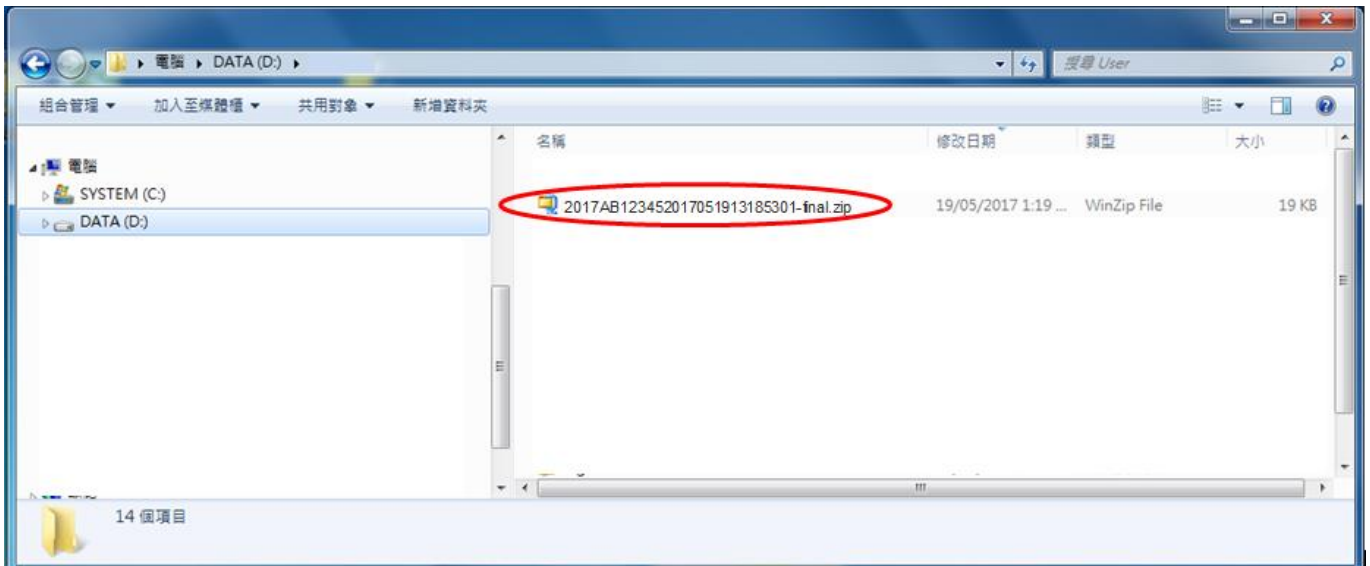 電腦 DATA (D:)
搜尋 User
組合管理 加入至媒體櫃 共用對象 新增資料夾
名稱 修改日期 類型 大小
電腦
SYSTEM (C:)
DATA (D:)
2017AB123452017051913185301-final.zip 19/05/2017 1:19 ... WinZip File 19 KB
14 個項目